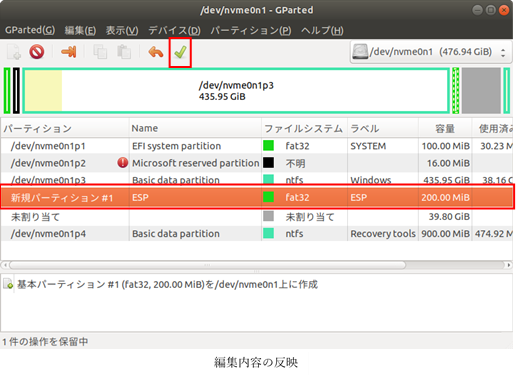 /dev/nvme0n1 - GParted
GParted(G) 編集(E) 表示(V) デバイス(D) パーティション(P) ヘルプ(H)
/dev/nvme0n1 (476.94 GiB)
/dev/nvme0n1p3
435.95 GiB
パーティション Name ファイルシステム ラベル 容量 使用済み
/dev/nvme0n1p1 EFI system partition fat32 SYSTEM 100.00 MiB 30.23 M
/dev/nvme0n1p2 Microsoft reserved partition 不明 16.00 MiB
/dev/nvme0n1p3 Basic data partition ntfs Windows 435.95 GiB 38.16 G
新規パーティション #1 ESP fat32 ESP 200.00 MiB
未割り当て 未割り当て 39.80 GiB
/dev/nvme0n1p4 Basic data partition ntfs Recovery tools 900.00 MiB 474.92 M
基本パーティション #1 (fat32, 200.00 MiB)を/dev/nvme0n1上に作成
1 件の操作を保留中
編集内容の反映